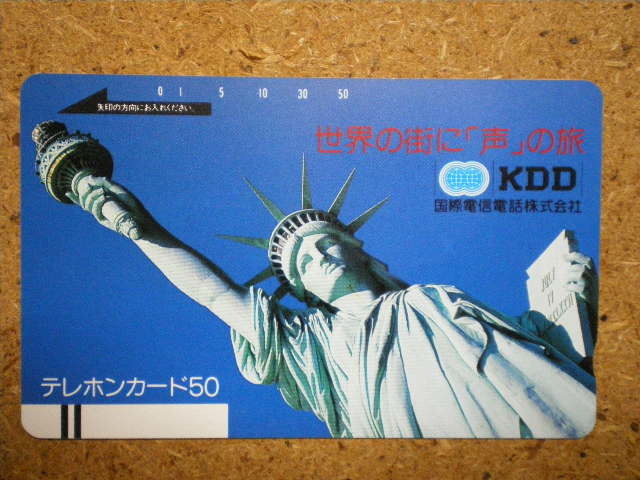 0 1 5 10 30 50
矢印の方向にお入れください。
世界の街に「声」の旅
KDD
国際電信電話株式会社
テレホンカード50